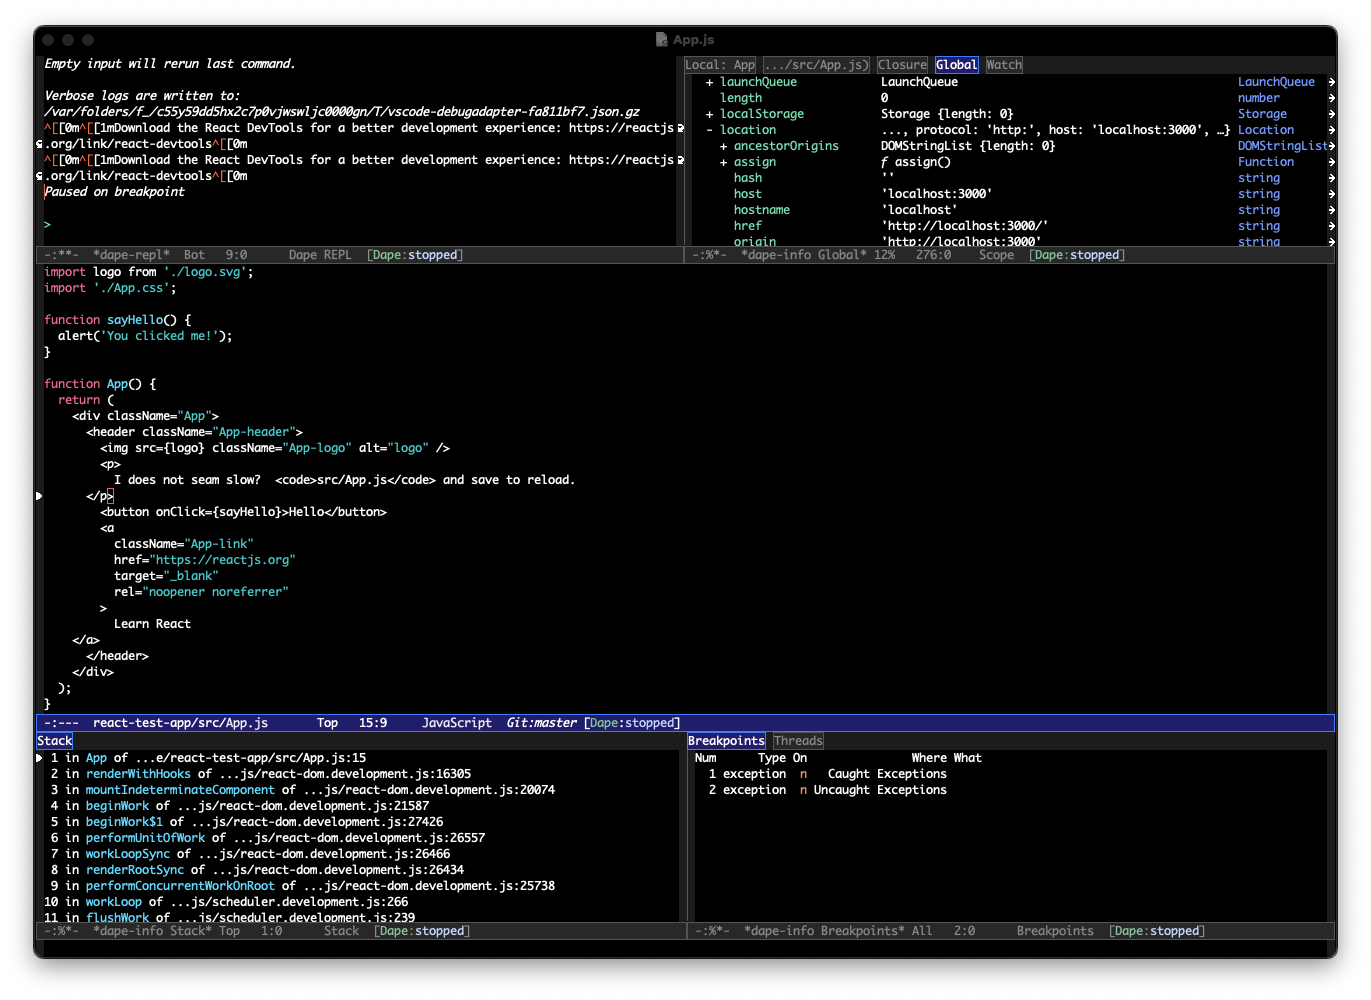 App.js
Empty input will rerun last command.
Verbose logs are written to:
/var/folders/f_/c55y59dd5hx2c7p0vjwswljc0000gn/T/vscode-debugadapter-fa811bf7.json.gz
^[[0m^[[1mDownload the React DevTools for a better development experience: https://reactjs
.org/link/react-devtools^[[0m
^[[0m^[[1mDownload the React DevTools for a better development experience: https://reactjs
.org/link/react-devtools^[[0m
Paused on breakpoint
>
-:**-  *dape-repl*  Bot   9:0      Dape REPL  [Dape:stopped]
Local: App .../src/App.js) Closure Global Watch
+ launchQueue LaunchQueue LaunchQueue
length 0 number
+ localStorage Storage {length: 0} Storage
- location ..., protocol: 'http:', host: 'localhost:3000', …} Location
+ ancestorOrigins DOMStringList {length: 0} DOMStringList
+ assign ƒ assign() Function
hash '' string
host 'localhost:3000' string
hostname 'localhost' string
href 'http://localhost:3000/' string
origin 'http://localhost:3000' string
-:%*-  *dape-info Global* 12%   276:0    Scope  [Dape:stopped]
import logo from './logo.svg';
import './App.css';
function sayHello() {
  alert('You clicked me!');
}
function App() {
  return (
    <div className="App">
      <header className="App-header">
        <img src={logo} className="App-logo" alt="logo" />
        <p>
          I does not seam slow?  <code>src/App.js</code> and save to reload.
      </p>
        <button onClick={sayHello}>Hello</button>
        <a
          className="App-link"
          href="https://reactjs.org"
          target="_blank"
          rel="noopener noreferrer"
        >
          Learn React
    </a>
      </header>
    </div>
  );
}
-:---  react-test-app/src/App.js       Top   15:9     JavaScript  Git:master [Dape:stopped]
Stack
1 in App of ...e/react-test-app/src/App.js:15
2 in renderWithHooks of ...js/react-dom.development.js:16305
3 in mountIndeterminateComponent of ...js/react-dom.development.js:20074
4 in beginWork of ...js/react-dom.development.js:21587
5 in beginWork$1 of ...js/react-dom.development.js:27426
6 in performUnitOfWork of ...js/react-dom.development.js:26557
7 in workLoopSync of ...js/react-dom.development.js:26466
8 in renderRootSync of ...js/react-dom.development.js:26434
9 in performConcurrentWorkOnRoot of ...js/react-dom.development.js:25738
10 in workLoop of ...js/scheduler.development.js:266
11 in flushWork of ...js/scheduler.development.js:239
-:%*-  *dape-info Stack* Top   1:0      Stack  [Dape:stopped]
Breakpoints Threads
Num      Type On               Where What
1 exception  n   Caught Exceptions
2 exception  n Uncaught Exceptions
-:%*-  *dape-info Breakpoints* All   2:0      Breakpoints  [Dape:stopped]